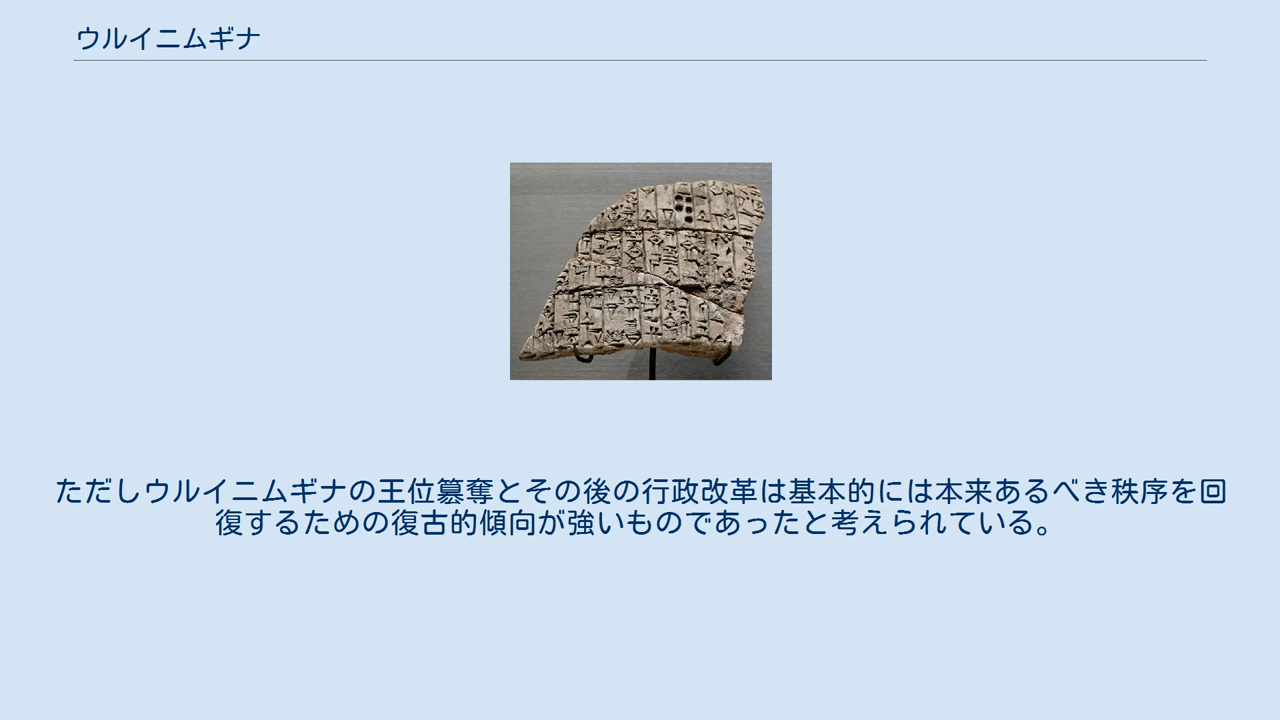 ウルイニムギナ
ただしウルイニムギナの王位簒奪とその後の行政改革は基本的には本来あるべき秩序を回
復するための復古的傾向が強いものであったと考えられている。